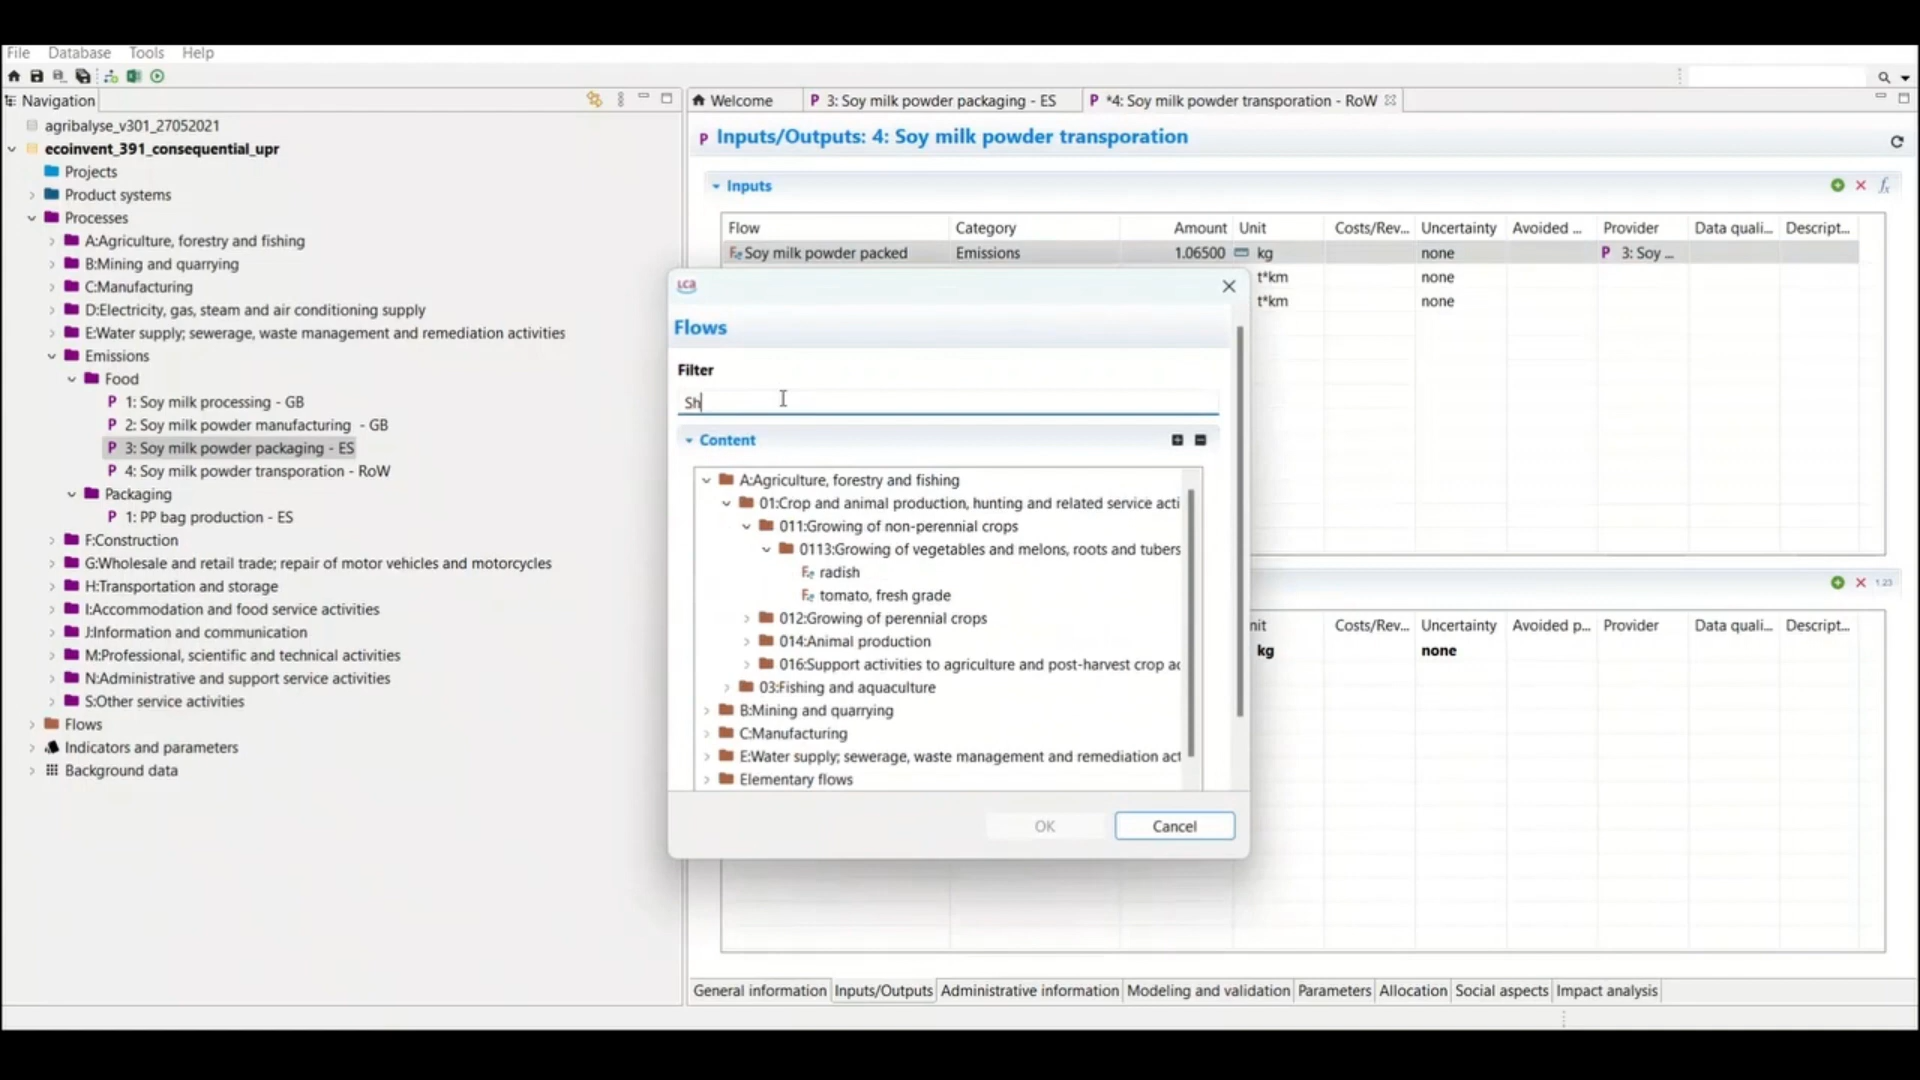 File Database Tools Help
Navigation
Welcome
3: Soy milk powder packaging - ES
*4: Soy milk powder transporation - RoW
agribalyse_v301_27052021
ecoinvent_391_consequential_upr
Projects
Product systems
Processes
A:Agriculture, forestry and fishing
B:Mining and quarrying
C:Manufacturing
D:Electricity, gas, steam and air conditioning supply
E:Water supply; sewerage, waste management and remediation activities
Emissions
Food
P 1: Soy milk processing - GB
P 2: Soy milk powder manufacturing - GB
P 3: Soy milk powder packaging - ES
P 4: Soy milk powder transporation - RoW
Packaging
P 1: PP bag production - ES
F:Construction
G:Wholesale and retail trade; repair of motor vehicles and motorcycles
H:Transportation and storage
I:Accommodation and food service activities
J:Information and communication
M:Professional, scientific and technical activities
N:Administrative and support service activities
S:Other service activities
Flows
Indicators and parameters
Background data
P Inputs/Outputs: 4: Soy milk powder transporation
Inputs
Flow Category Amount Unit Costs/Rev... Uncertainty Avoided ... Provider Data quali... Descript...
Soy milk powder packed Emissions 1.06500 kg none P 3: Soy ...
t*km none
t*km none
LCA
Flows
Filter
Sh
Content
A:Agriculture, forestry and fishing
01:Crop and animal production, hunting and related service acti
011:Growing of non-perennial crops
0113:Growing of vegetables and melons, roots and tubers
radish
tomato, fresh grade
012:Growing of perennial crops
014:Animal production
016:Support activities to agriculture and post-harvest crop ac
03:Fishing and aquaculture
B:Mining and quarrying
C:Manufacturing
E:Water supply; sewerage, waste management and remediation act
Elementary flows
OK Cancel
1.23
nit Costs/Rev... Uncertainty Avoided p... Provider Data quali... Descript...
kg none
General information Inputs/Outputs Administrative information Modeling and validation Parameters Allocation Social aspects Impact analysis